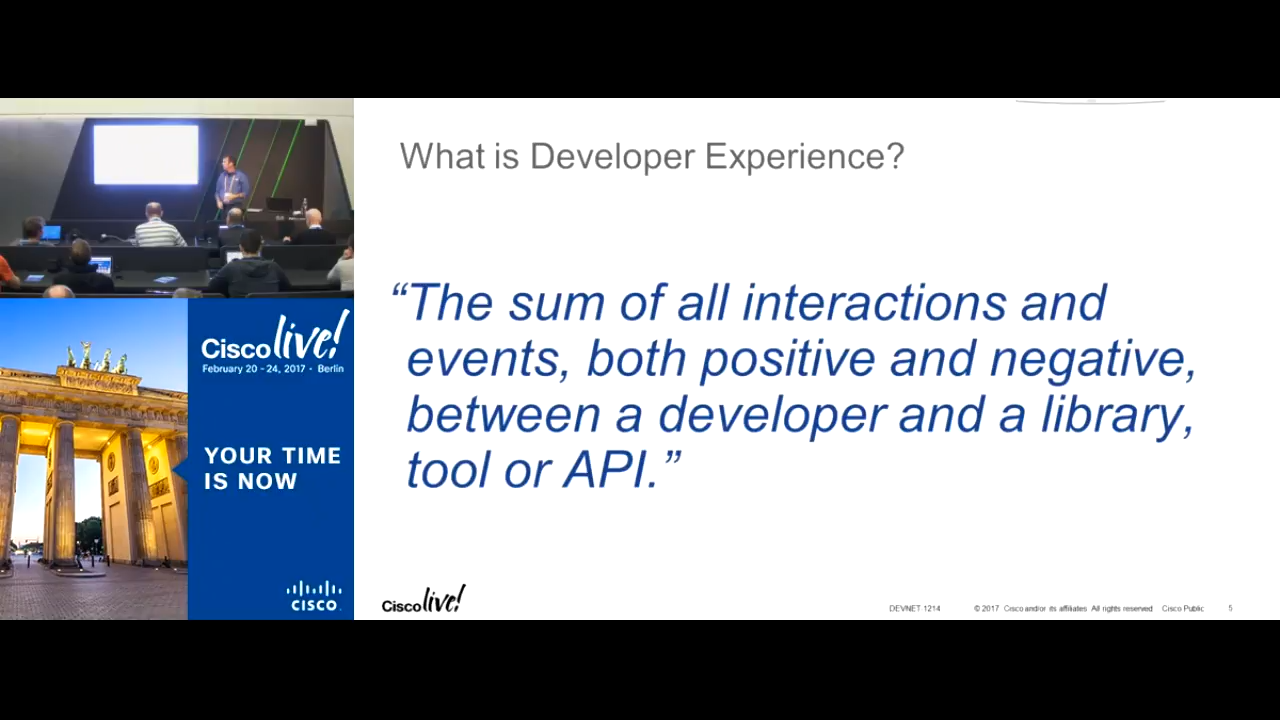 Cisco live!
February 20 - 24, 2017 • Berlin
YOUR TIME
IS NOW
CISCO
What is Developer Experience?
“The sum of all interactions and
events, both positive and negative,
between a developer and a library,
tool or API.”
Cisco live!
DEVNET 1214 © 2017 Cisco and/or its affiliates All rights reserved Cisco Public 5